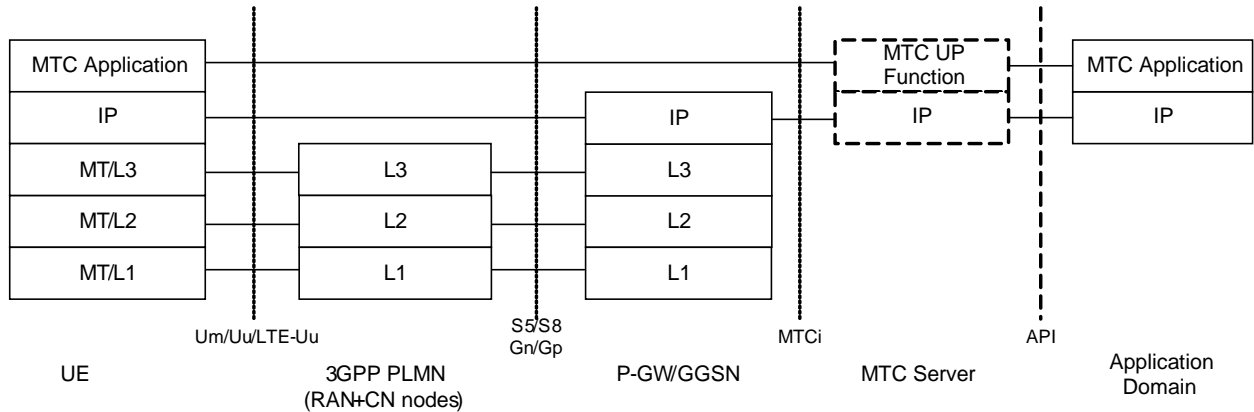 MTC Application
IP
MT/L3
MT/L2
MT/L1
L3
L2
L1
IP
L3
L2
L1
MTC UP
Function
IP
MTC Application
IP
Um/Uu/LTE-Uu
S5/S8
Gn/Gp
MTCi
API
UE
3GPP PLMN
(RAN+CN nodes)
P-GW/GGSN
MTC Server
Application
Domain